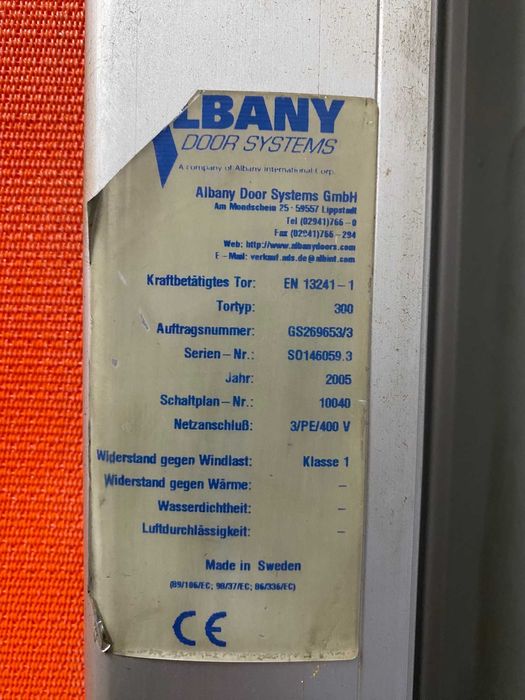 LBANY
DOOR SYSTEMS
A company of Albany International Corp.
Albany Door Systems GmbH
Am Mondschein 25 - 59557 Lippstadt
Tel (02941)766-0
Fax (02941)766-294
Web: http://www.albanydoors.com
E-Mail: verkauf.ads.de@albint.com
Kraftbetätigtes Tor: EN 13241-1
Tortyp: 300
Auftragsnummer: GS269653/3
Serien-Nr.: SO146059.3
Jahr: 2005
Schaltplan-Nr.: 10040
Netzanschluß: 3/PE/400 V
Widerstand gegen Windlast: Klasse 1
Widerstand gegen Wärme: -
Wasserdichtheit: -
Luftdurchlässigkeit: -
Made in Sweden
(89/106/EC; 98/37/EC; 86/336/EC)
CE